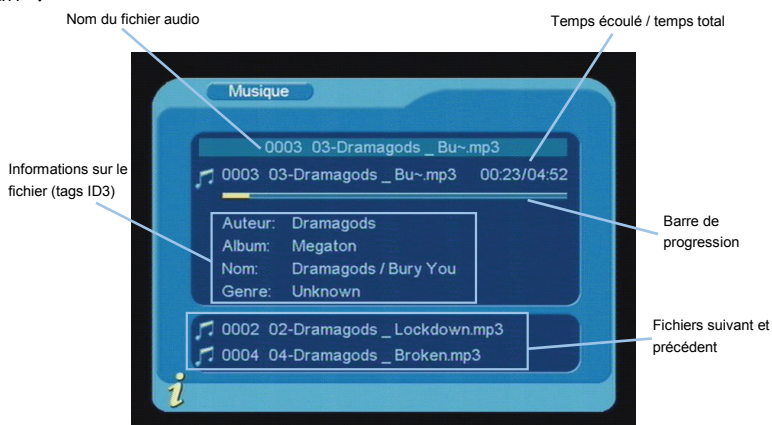 Nom du fichier audio
Temps écoulé / temps total
Musique
0003 03-Dramagods _ Bu~.mp3
Informations sur le
fichier (tags ID3)
0003 03-Dramagods _ Bu~.mp3 00:23/04:52
Barre de
progression
Auteur: Dramagods
Album: Megaton
Nom: Dramagods / Bury You
Genre: Unknown
Fichiers suivant et
précédent
0002 02-Dramagods _ Lockdown.mp3
0004 04-Dramagods _ Broken.mp3
i